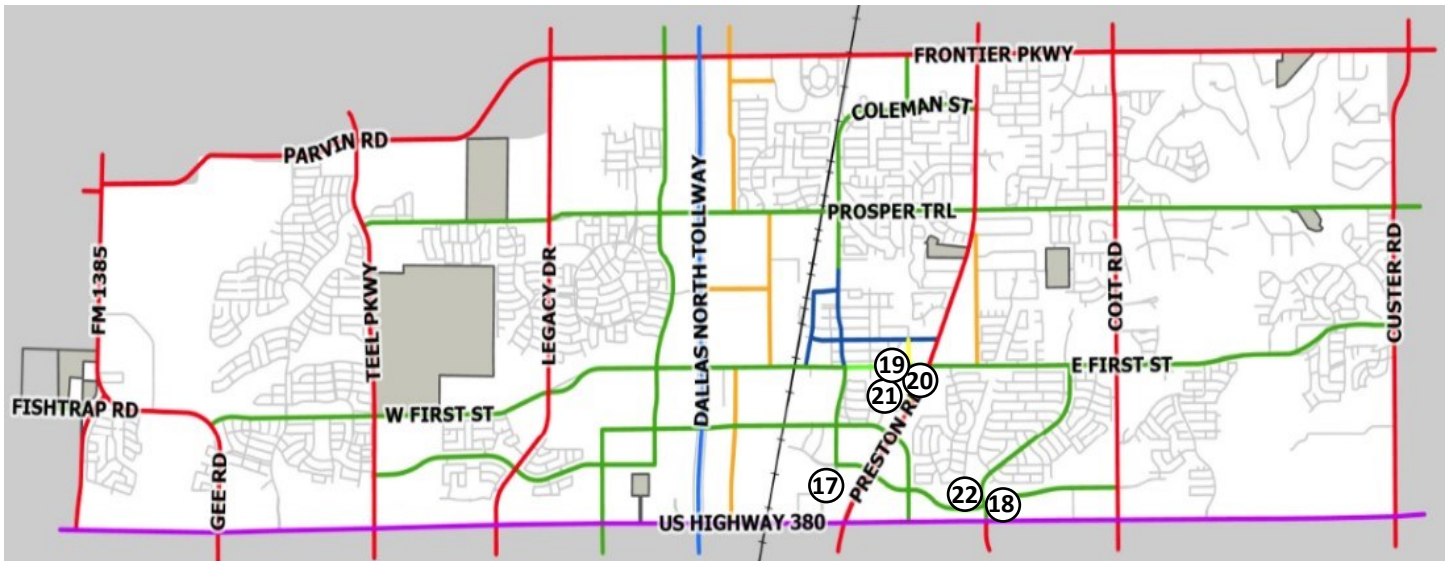 FRONTIER PKWY
COLEMAN ST
PARVIN RD
DALLAS NORTH TOLLWAY
PROSPER TRL
FM 1385
TEEL PKWY
LEGACY DR
COIT RD
CUSTER RD
E FIRST ST
19
20
21
FISHTRAP RD
W FIRST ST
PRESTON RD
GEE RD
17
22
18
US HIGHWAY 380